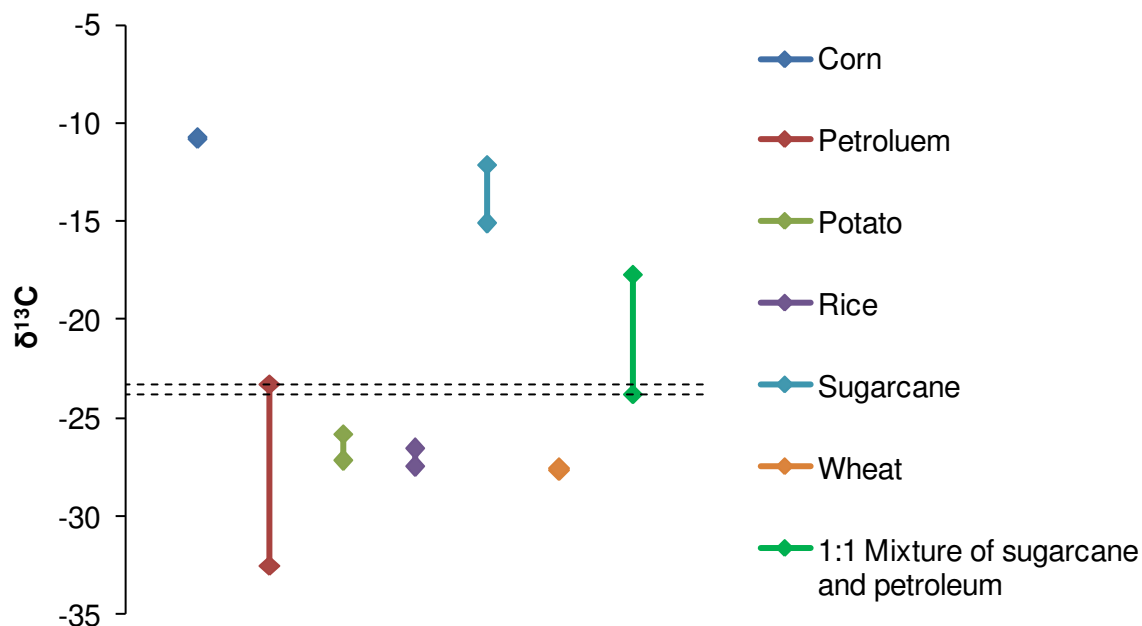 -5
-10
-15
-20
-25
-30
-35
δ¹³C
Corn
Petroluem
Potato
Rice
Sugarcane
Wheat
1:1 Mixture of sugarcane
and petroleum